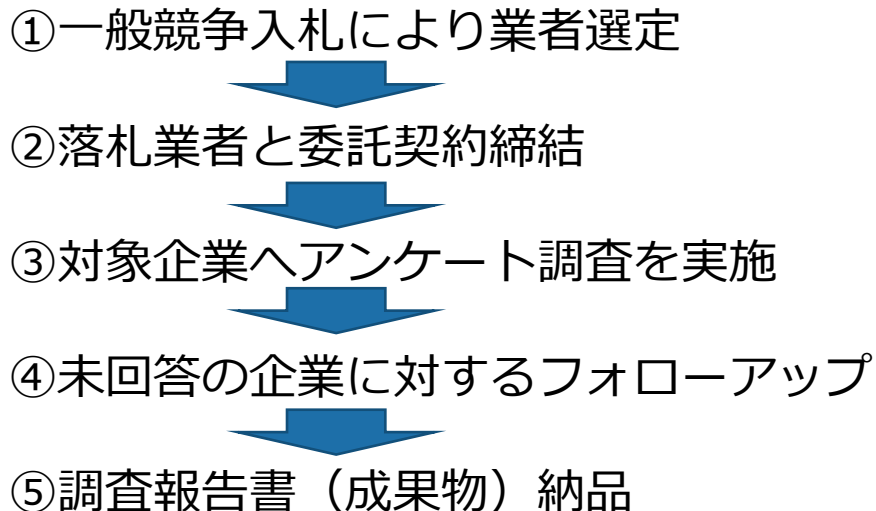 ①一般競争入札により業者選定
②落札業者と委託契約締結
③対象企業へアンケート調査を実施
④未回答の企業に対するフォローアップ
⑤調査報告書（成果物）納品